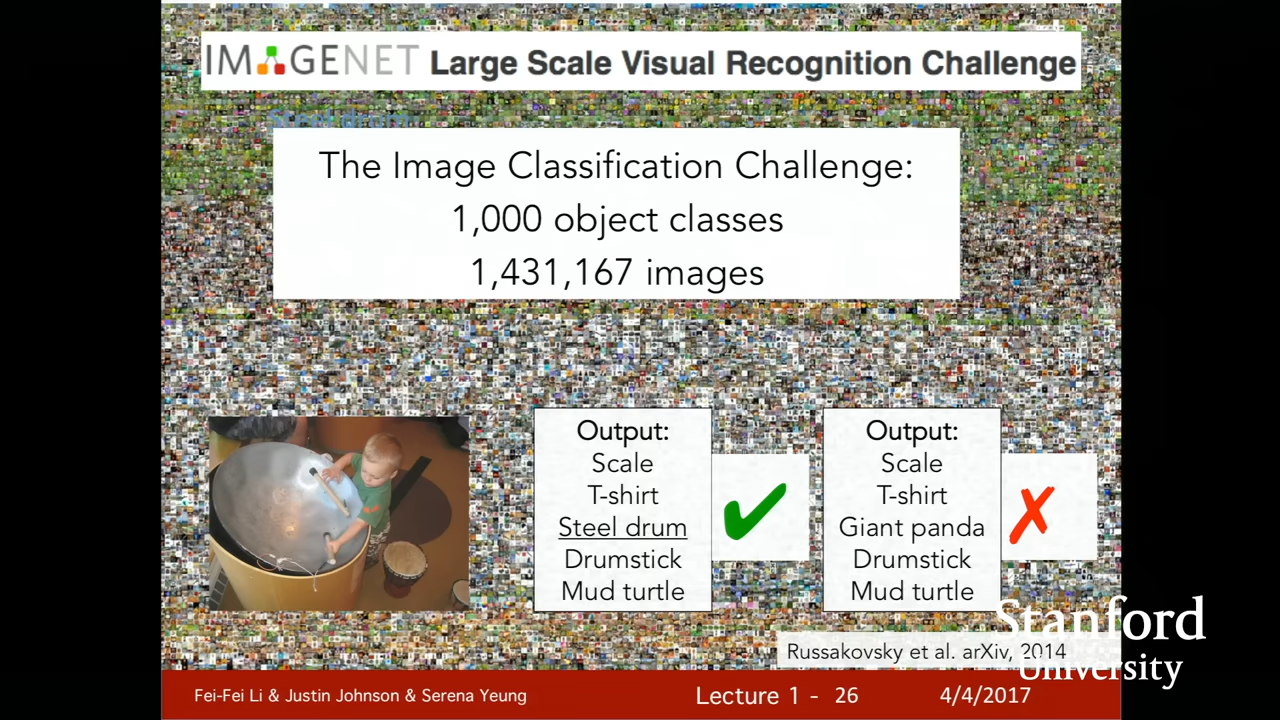 IMAGENET Large Scale Visual Recognition Challenge
Steel drum
The Image Classification Challenge:
1,000 object classes
1,431,167 images
Output:
Scale
T-shirt
Steel drum
Drumstick
Mud turtle
Output:
Scale
T-shirt
Giant panda
Drumstick
Mud turtle
Russakovsky et al. arXiv, 2014
Stanford
University
Fei-Fei Li & Justin Johnson & Serena Yeung
Lecture 1 - 26
4/4/2017